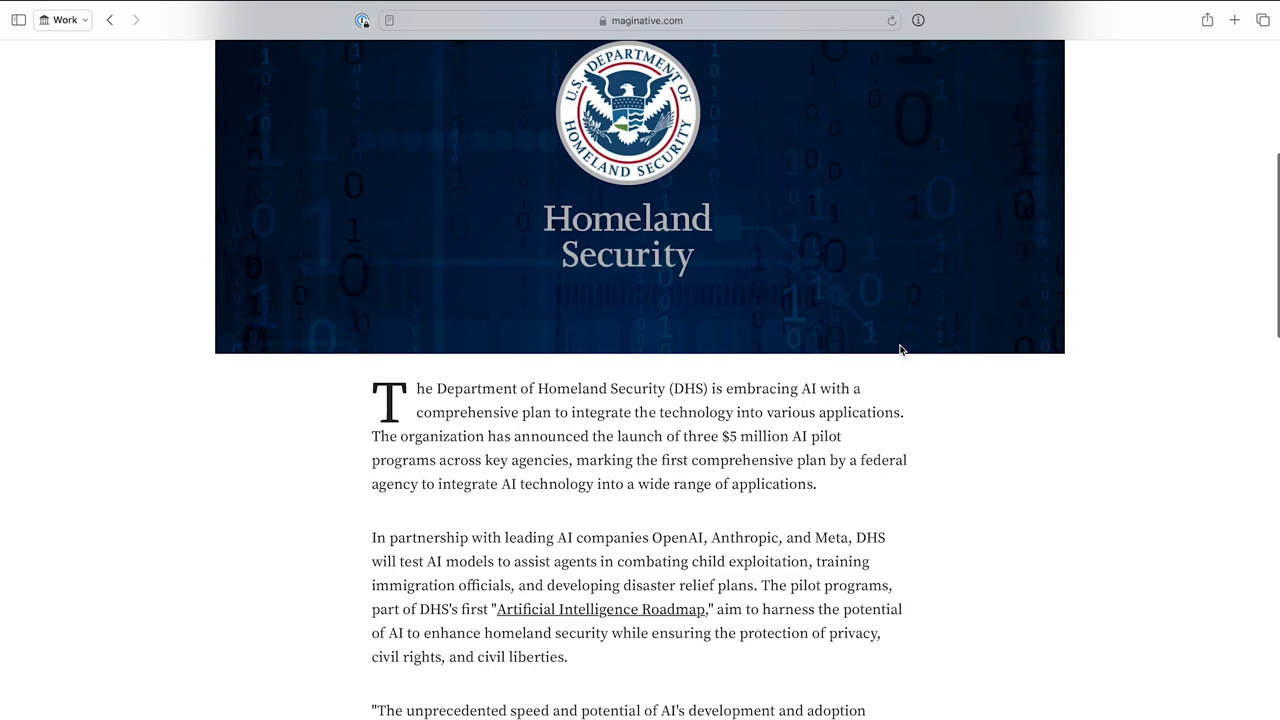 Work
maginative.com
U.S. DEPARTMENT OF
HOMELAND SECURITY
Homeland
Security
The Department of Homeland Security (DHS) is embracing AI with a
comprehensive plan to integrate the technology into various applications.
The organization has announced the launch of three $5 million AI pilot
programs across key agencies, marking the first comprehensive plan by a federal
agency to integrate AI technology into a wide range of applications.
In partnership with leading AI companies OpenAI, Anthropic, and Meta, DHS
will test AI models to assist agents in combating child exploitation, training
immigration officials, and developing disaster relief plans. The pilot programs,
part of DHS's first "Artificial Intelligence Roadmap," aim to harness the potential
of AI to enhance homeland security while ensuring the protection of privacy,
civil rights, and civil liberties.
"The unprecedented speed and potential of AI's development and adoption